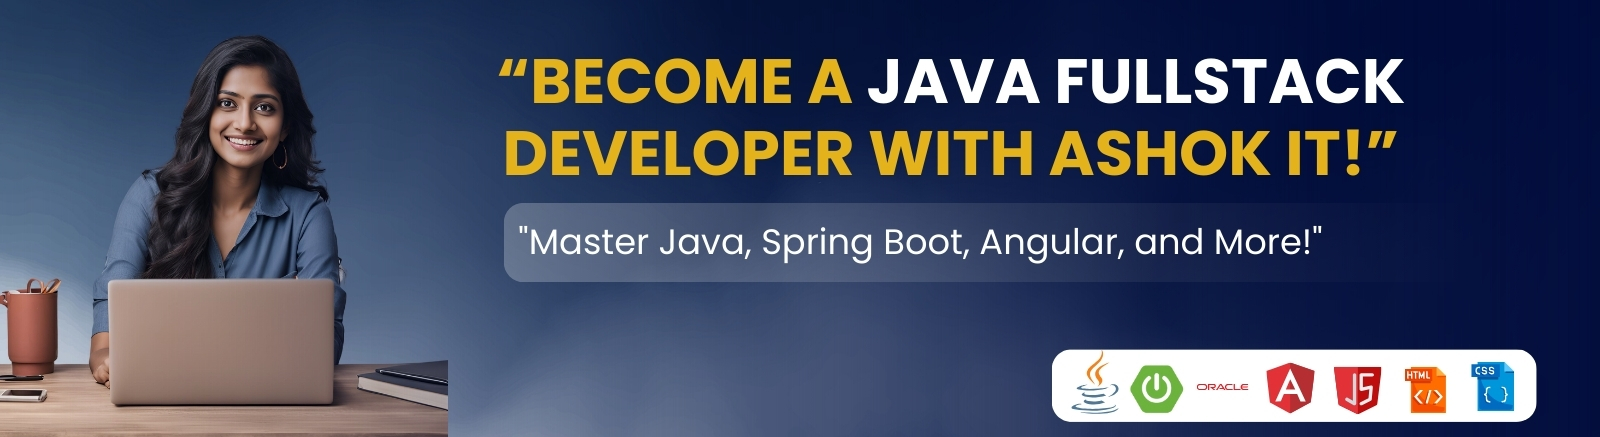 “BECOME A JAVA FULLSTACK
DEVELOPER WITH ASHOK IT!”
"Master Java, Spring Boot, Angular, and More!"
ORACLE A JS HTML </> CSS { }